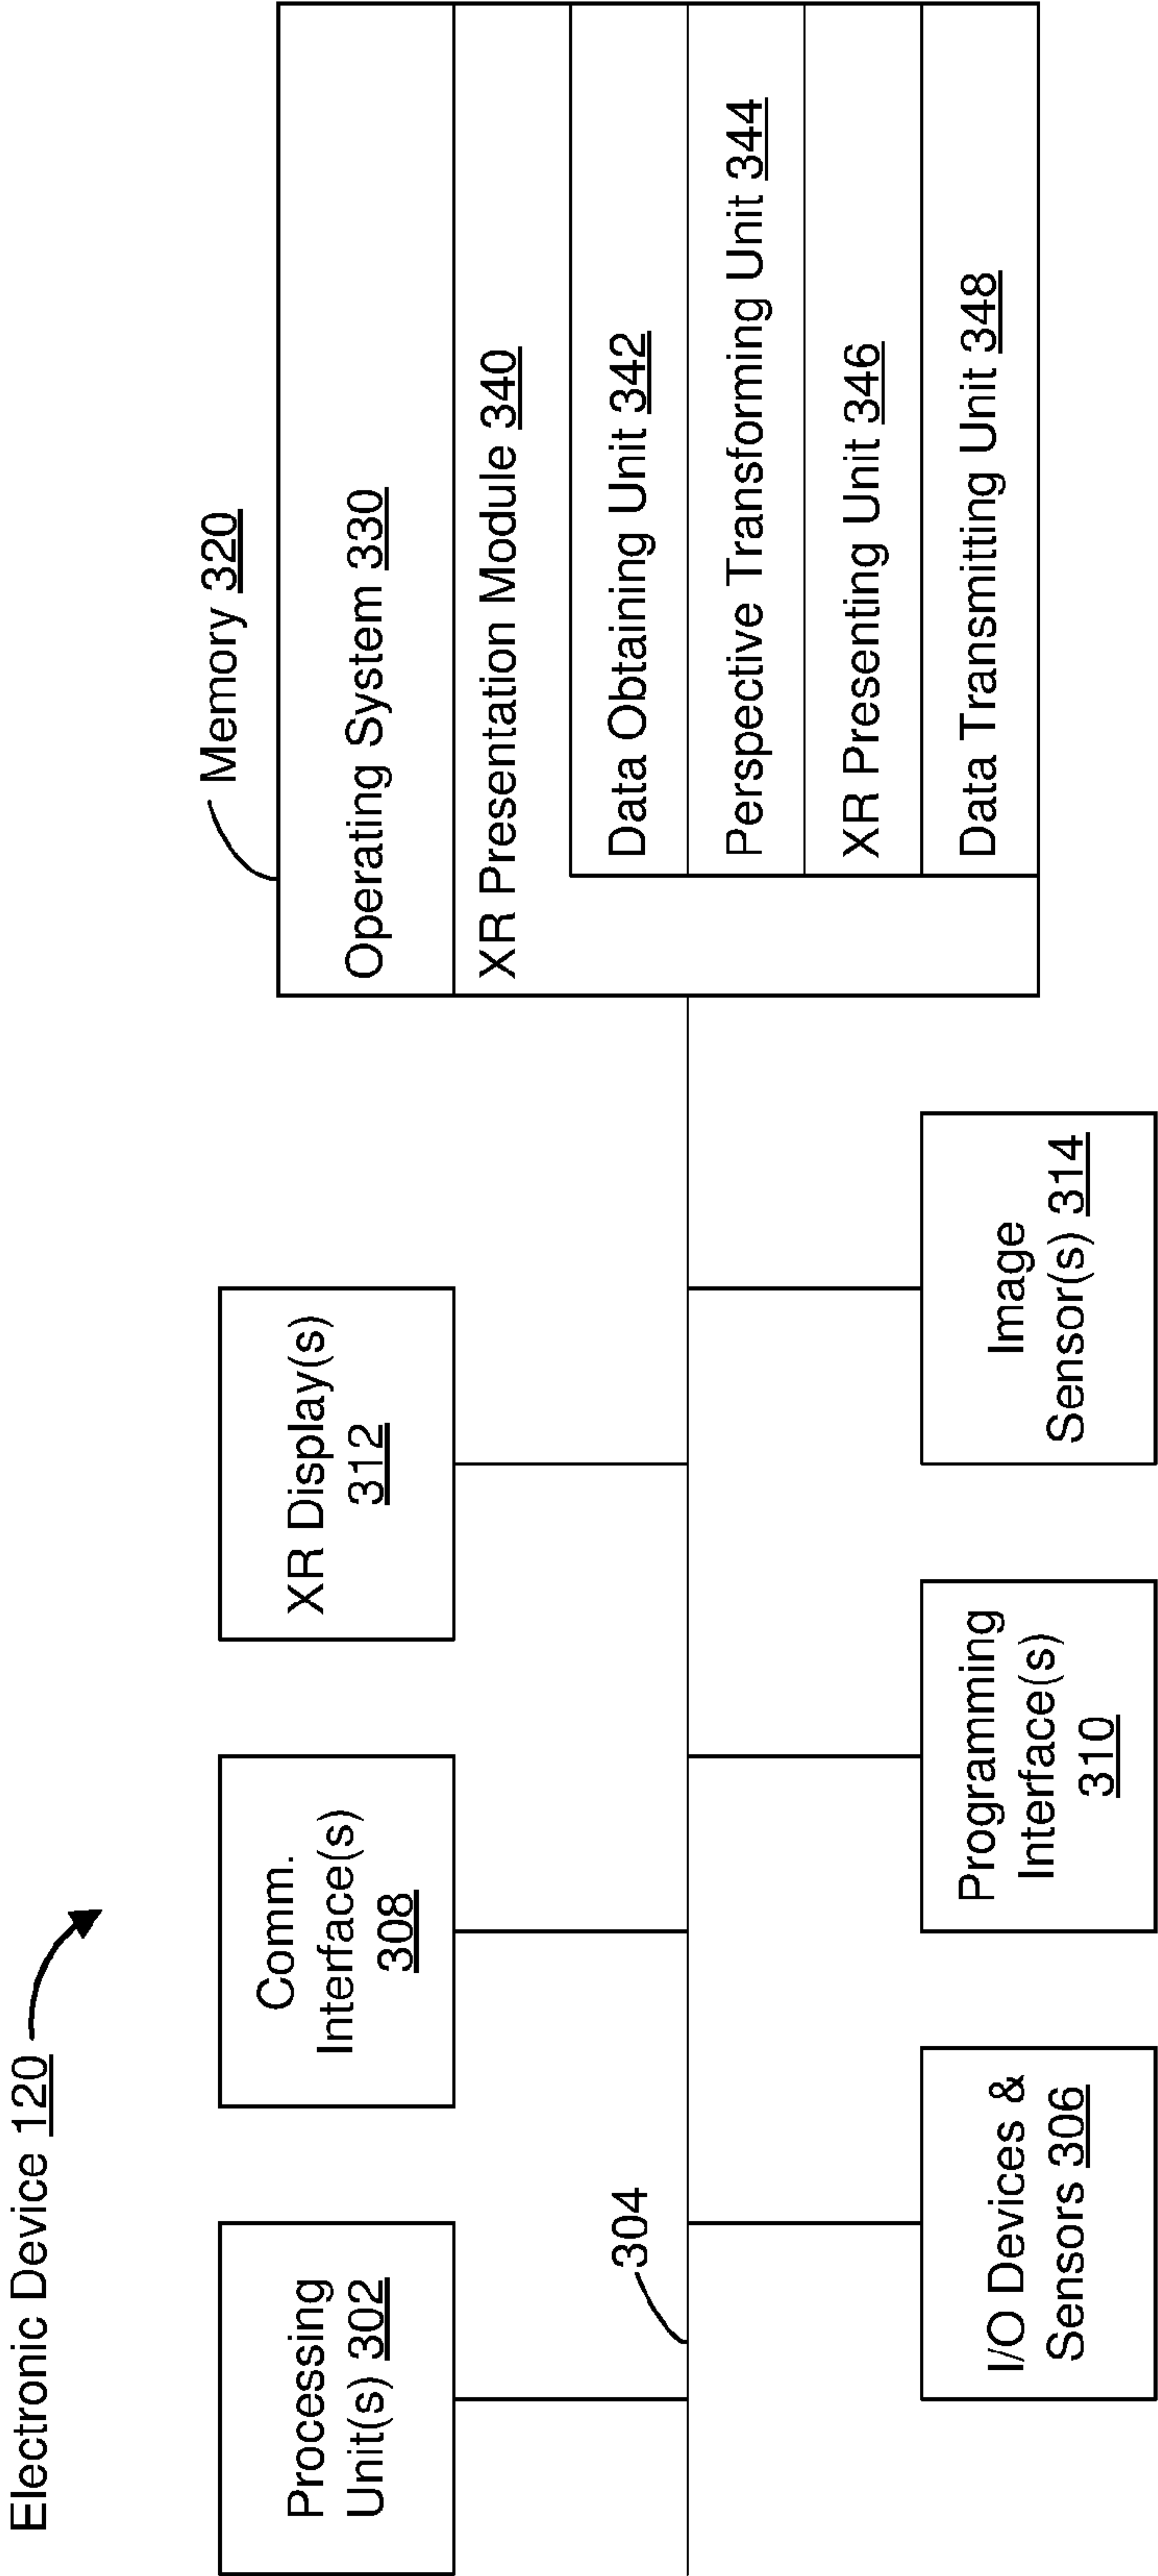 Electronic Device 120
Processing
Unit(s) 302
Comm.
Interface(s)
308
XR Display(s)
312
Memory 320
Operating System 330
XR Presentation Module 340
Data Obtaining Unit 342
Perspective Transforming Unit 344
XR Presenting Unit 346
Data Transmitting Unit 348
304
I/O Devices &
Sensors 306
Programming
Interface(s)
310
Image
Sensor(s) 314